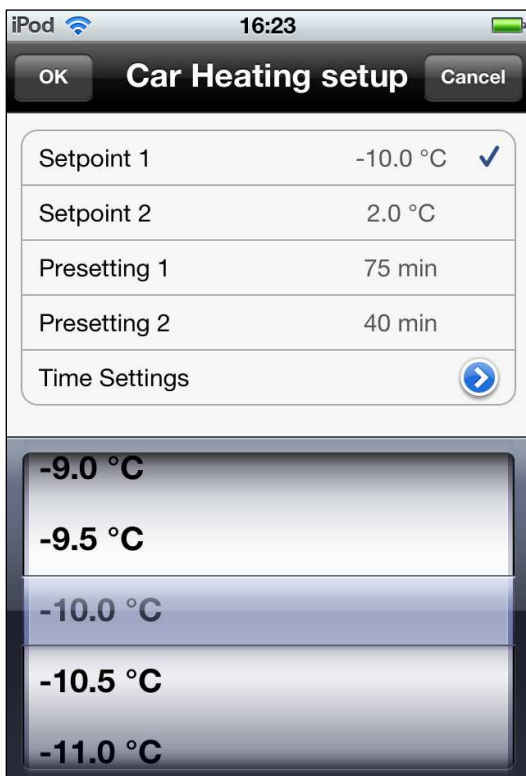 iPod 16:23
OK Car Heating setup Cancel
Setpoint 1 -10.0 °C
Setpoint 2 2.0 °C
Presetting 1 75 min
Presetting 2 40 min
Time Settings
-9.0 °C
-9.5 °C
-10.0 °C
-10.5 °C
-11.0 °C